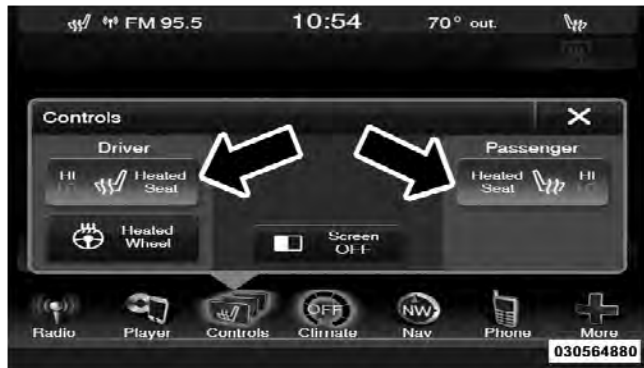 FM 95.5 10:54 70° out.
Controls
Driver Passenger
HI Heated Seat Heated Seat HI
LO
Heated Wheel Screen OFF
OFF NW
Radio Player Controls Climate Nav Phone More
030564880